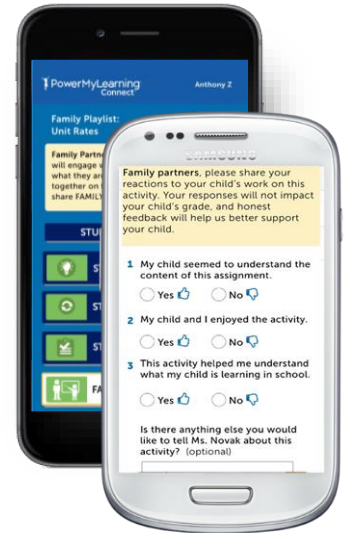 PowerMyLearning
Connect
Anthony Z
Family Playlist:
Unit Rates
Family Partne
will engage w
what they are
together on t
share FAMILY
STU
S
S
S
FA
SAMSUNG
Family partners, please share your
reactions to your child's work on this
activity. Your responses will not impact
your child's grade, and honest
feedback will help us better support
your child.
1 My child seemed to understand the
content of this assignment.
Yes No
2 My child and I enjoyed the activity.
Yes No
3 This activity helped me understand
what my child is learning in school.
Yes No
Is there anything else you would
like to tell Ms. Novak about this
activity? (optional)